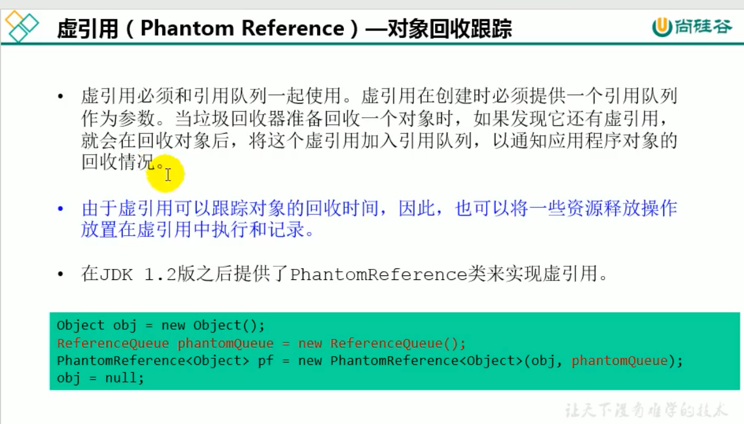 虚引用（Phantom Reference）—对象回收跟踪
尚硅谷
• 虚引用必须和引用队列一起使用。虚引用在创建时必须提供一个引用队列
作为参数。当垃圾回收器准备回收一个对象时，如果发现它还有虚引用，
就会在回收对象后，将这个虚引用加入引用队列，以通知应用程序对象的
回收情况。
• 由于虚引用可以跟踪对象的回收时间，因此，也可以将一些资源释放操作
放置在虚引用中执行和记录。
• 在JDK 1.2版之后提供了PhantomReference类来实现虚引用。
Object obj = new Object();
ReferenceQueue phantomQueue = new ReferenceQueue();
PhantomReference<Object> pf = new PhantomReference<Object>(obj, phantomQueue);
obj = null;
让天下没有难学的技术